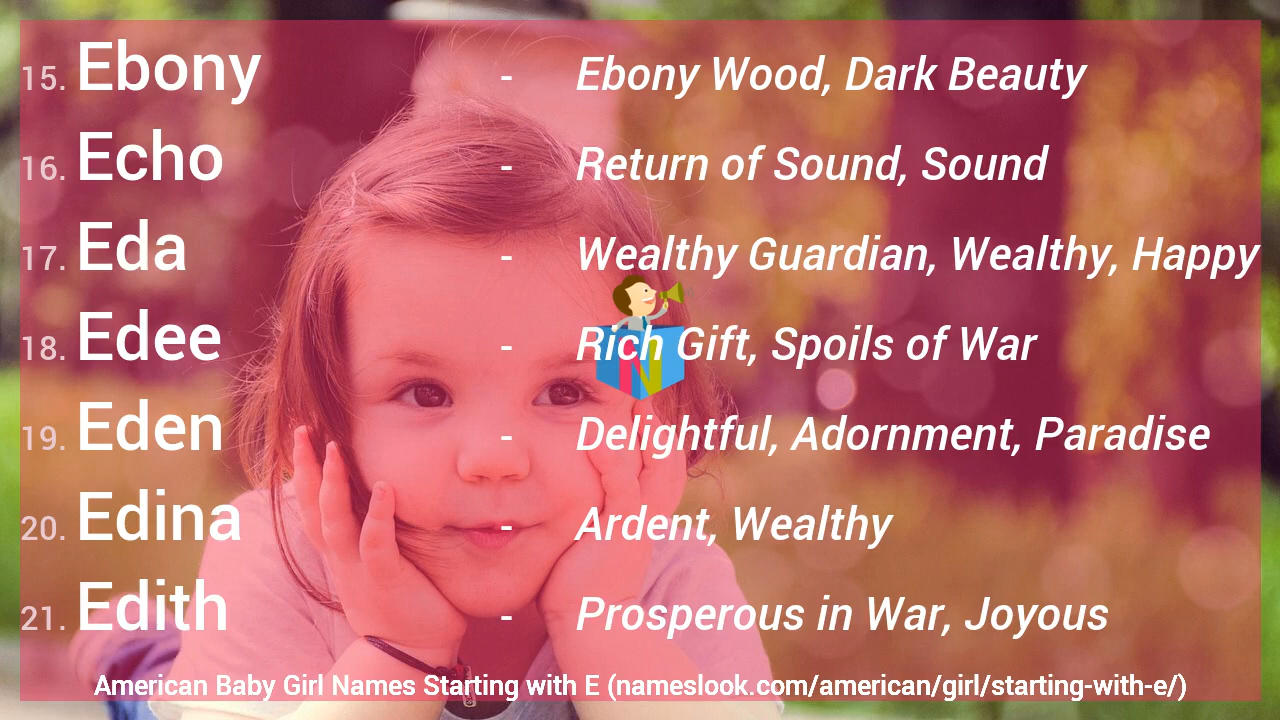 15. Ebony - Ebony Wood, Dark Beauty
16. Echo - Return of Sound, Sound
17. Eda - Wealthy Guardian, Wealthy, Happy
18. Edee - Rich Gift, Spoils of War
19. Eden - Delightful, Adornment, Paradise
20. Edina - Ardent, Wealthy
21. Edith - Prosperous in War, Joyous
American Baby Girl Names Starting with E (nameslook.com/american/girl/starting-with-e/)